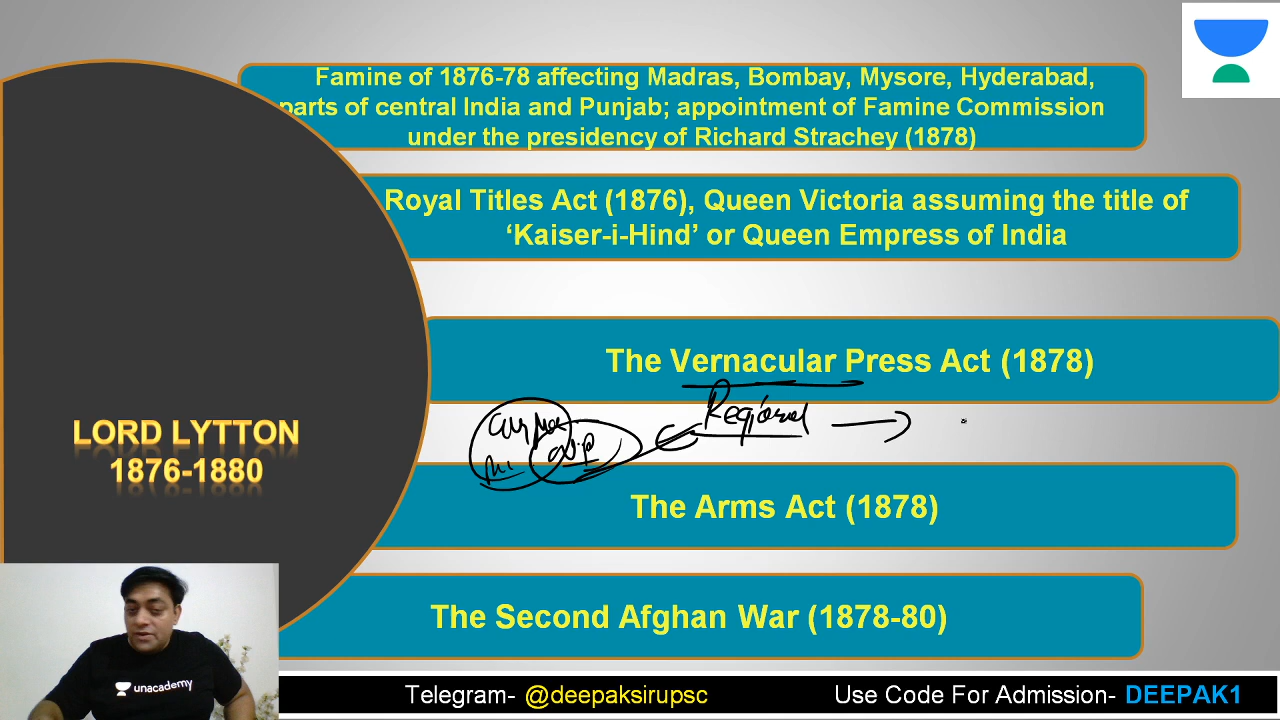 Famine of 1876-78 affecting Madras, Bombay, Mysore, Hyderabad,
parts of central India and Punjab; appointment of Famine Commission
under the presidency of Richard Strachey (1878)
Royal Titles Act (1876), Queen Victoria assuming the title of
‘Kaiser-i-Hind’ or Queen Empress of India
The Vernacular Press Act (1878)
Regional
LORD LYTTON
1876-1880
The Arms Act (1878)
The Second Afghan War (1878-80)
unacademy
Telegram- @deepaksirupsc
Use Code For Admission- DEEPAK1